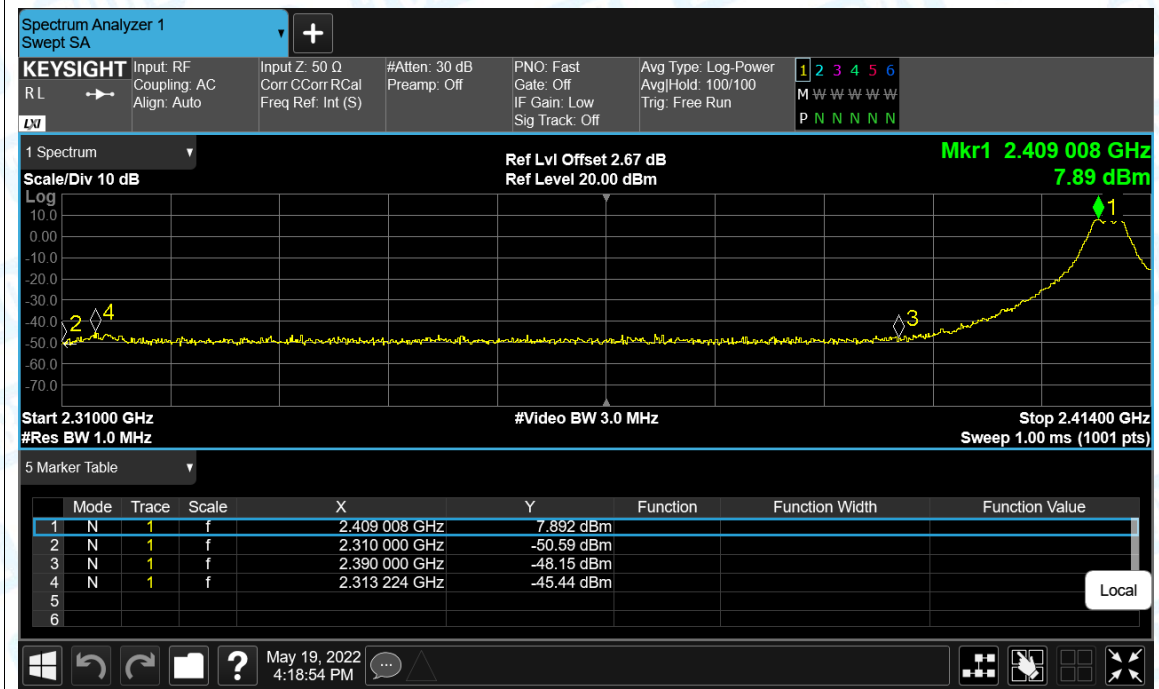 Spectrum Analyzer 1
Swept SA
+
KEYSIGHT
R L
LXI
Input: RF
Coupling: AC
Align: Auto
Input Z: 50 Ω
Corr CCorr RCal
Freq Ref: Int (S)
#Atten: 30 dB
Preamp: Off
PNO: Fast
Gate: Off
IF Gain: Low
Sig Track: Off
Avg Type: Log-Power
Avg|Hold: 100/100
Trig: Free Run
1 2 3 4 5 6
M W W W W W
P N N N N N
1 Spectrum
Scale/Div 10 dB
Ref Lvl Offset 2.67 dB
Ref Level 20.00 dBm
Mkr1 2.409 008 GHz
7.89 dBm
Log
10.0
0.00
-10.0
-20.0
-30.0
-40.0
-50.0
-60.0
-70.0
1
2
4
3
Start 2.31000 GHz
#Res BW 1.0 MHz
#Video BW 3.0 MHz
Stop 2.41400 GHz
Sweep 1.00 ms (1001 pts)
5 Marker Table
Mode Trace Scale X Y Function Function Width Function Value
1 N 1 f 2.409 008 GHz 7.892 dBm
2 N 1 f 2.310 000 GHz -50.59 dBm
3 N 1 f 2.390 000 GHz -48.15 dBm
4 N 1 f 2.313 224 GHz -45.44 dBm
5
6
Local
?
May 19, 2022
4:18:54 PM